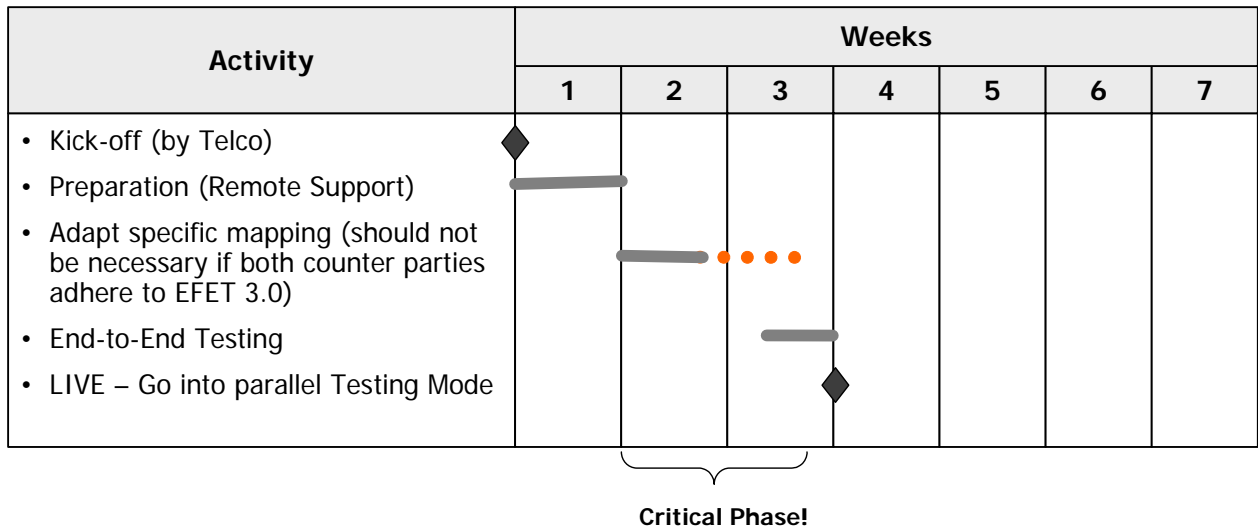 Activity
Weeks
1 2 3 4 5 6 7
• Kick-off (by Telco)
• Preparation (Remote Support)
• Adapt specific mapping (should not
be necessary if both counter parties
adhere to EFET 3.0)
• End-to-End Testing
• LIVE – Go into parallel Testing Mode
Critical Phase!